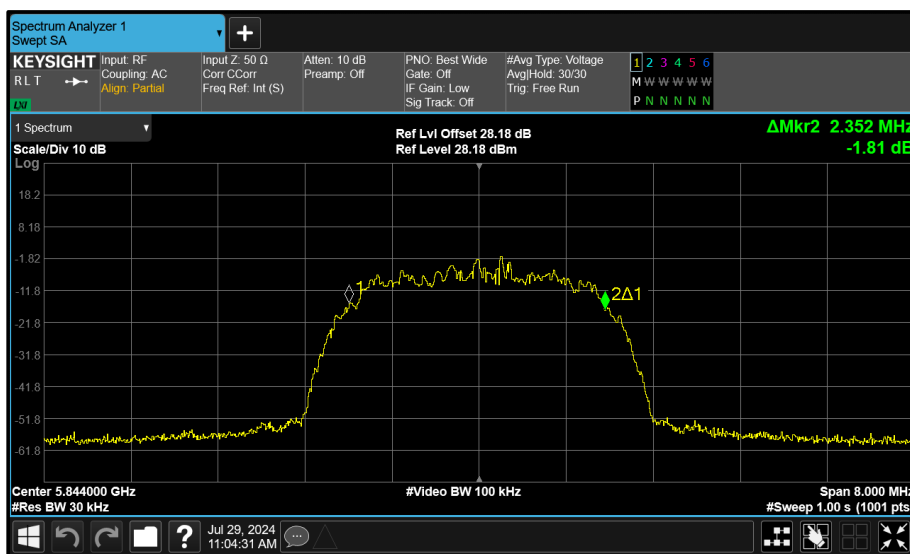 Spectrum Analyzer 1
Swept SA
KEYSIGHT
RLT
LXI
Input: RF
Coupling: AC
Align: Partial
Input Z: 50 Ω
Corr CCorr
Freq Ref: Int (S)
Atten: 10 dB
Preamp: Off
PNO: Best Wide
Gate: Off
IF Gain: Low
Sig Track: Off
#Avg Type: Voltage
Avg|Hold: 30/30
Trig: Free Run
1 2 3 4 5 6
M W W W W W
P N N N N N
1 Spectrum
Scale/Div 10 dB
Ref Lvl Offset 28.18 dB
Ref Level 28.18 dBm
ΔMkr2 2.352 MHz
-1.81 dB
Log
18.2
8.18
-1.82
-11.8
-21.8
-31.8
-41.8
-51.8
-61.8
1
2Δ1
Center 5.844000 GHz
#Res BW 30 kHz
#Video BW 100 kHz
Span 8.000 MHz
#Sweep 1.00 s (1001 pts
?
Jul 29, 2024
11:04:31 AM